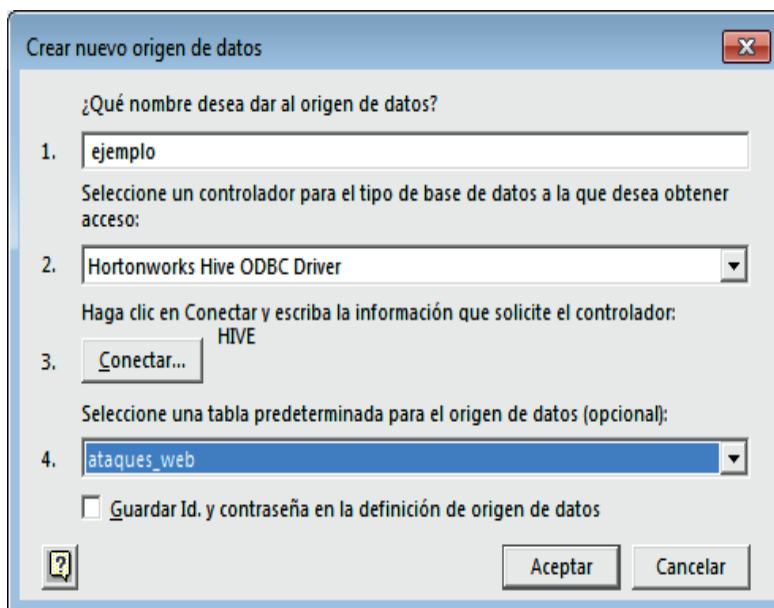 Crear nuevo origen de datos
¿Qué nombre desea dar al origen de datos?
1. ejemplo
Seleccione un controlador para el tipo de base de datos a la que desea obtener
acceso:
2. Hortonworks Hive ODBC Driver
Haga clic en Conectar y escriba la información que solicite el controlador:
HIVE
3. Conectar...
Seleccione una tabla predeterminada para el origen de datos (opcional):
4. ataques_web
Guardar Id. y contraseña en la definición de origen de datos
Aceptar Cancelar